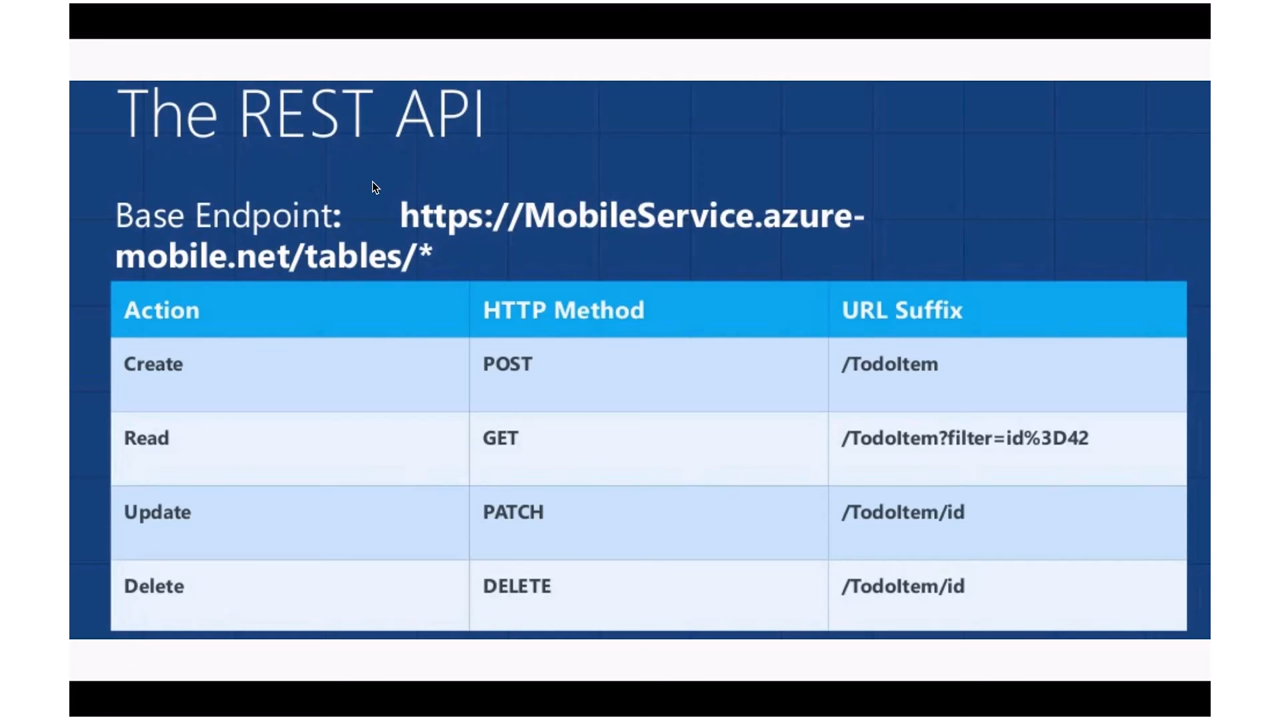 The REST API
Base Endpoint: https://MobileService.azure-
mobile.net/tables/*
Action HTTP Method URL Suffix
Create POST /TodoItem
Read GET /TodoItem?filter=id%3D42
Update PATCH /TodoItem/id
Delete DELETE /TodoItem/id